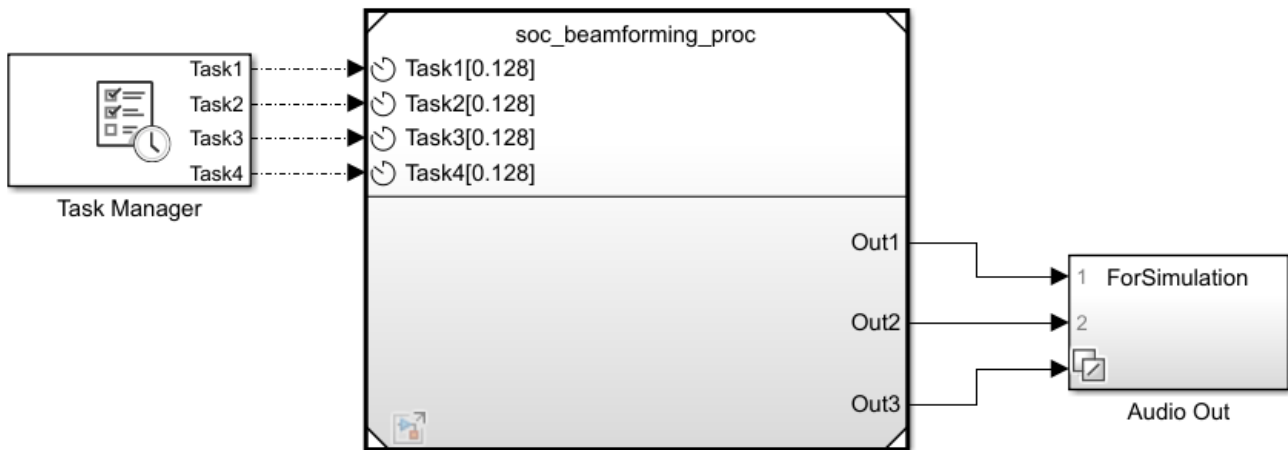 soc_beamforming_proc
Task1
Task2
Task3
Task4
Task Manager
Task1[0.128]
Task2[0.128]
Task3[0.128]
Task4[0.128]
Out1
Out2
Out3
1 ForSimulation
2
Audio Out